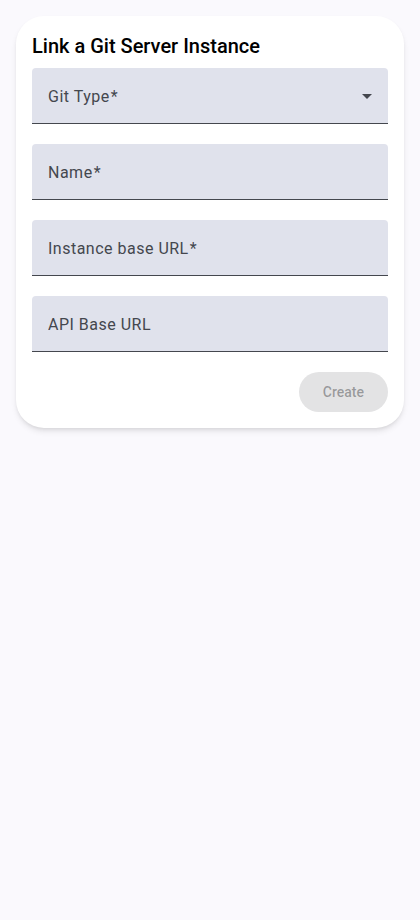 Link a Git Server Instance
Git Type*
Name*
Instance base URL*
API Base URL
Create